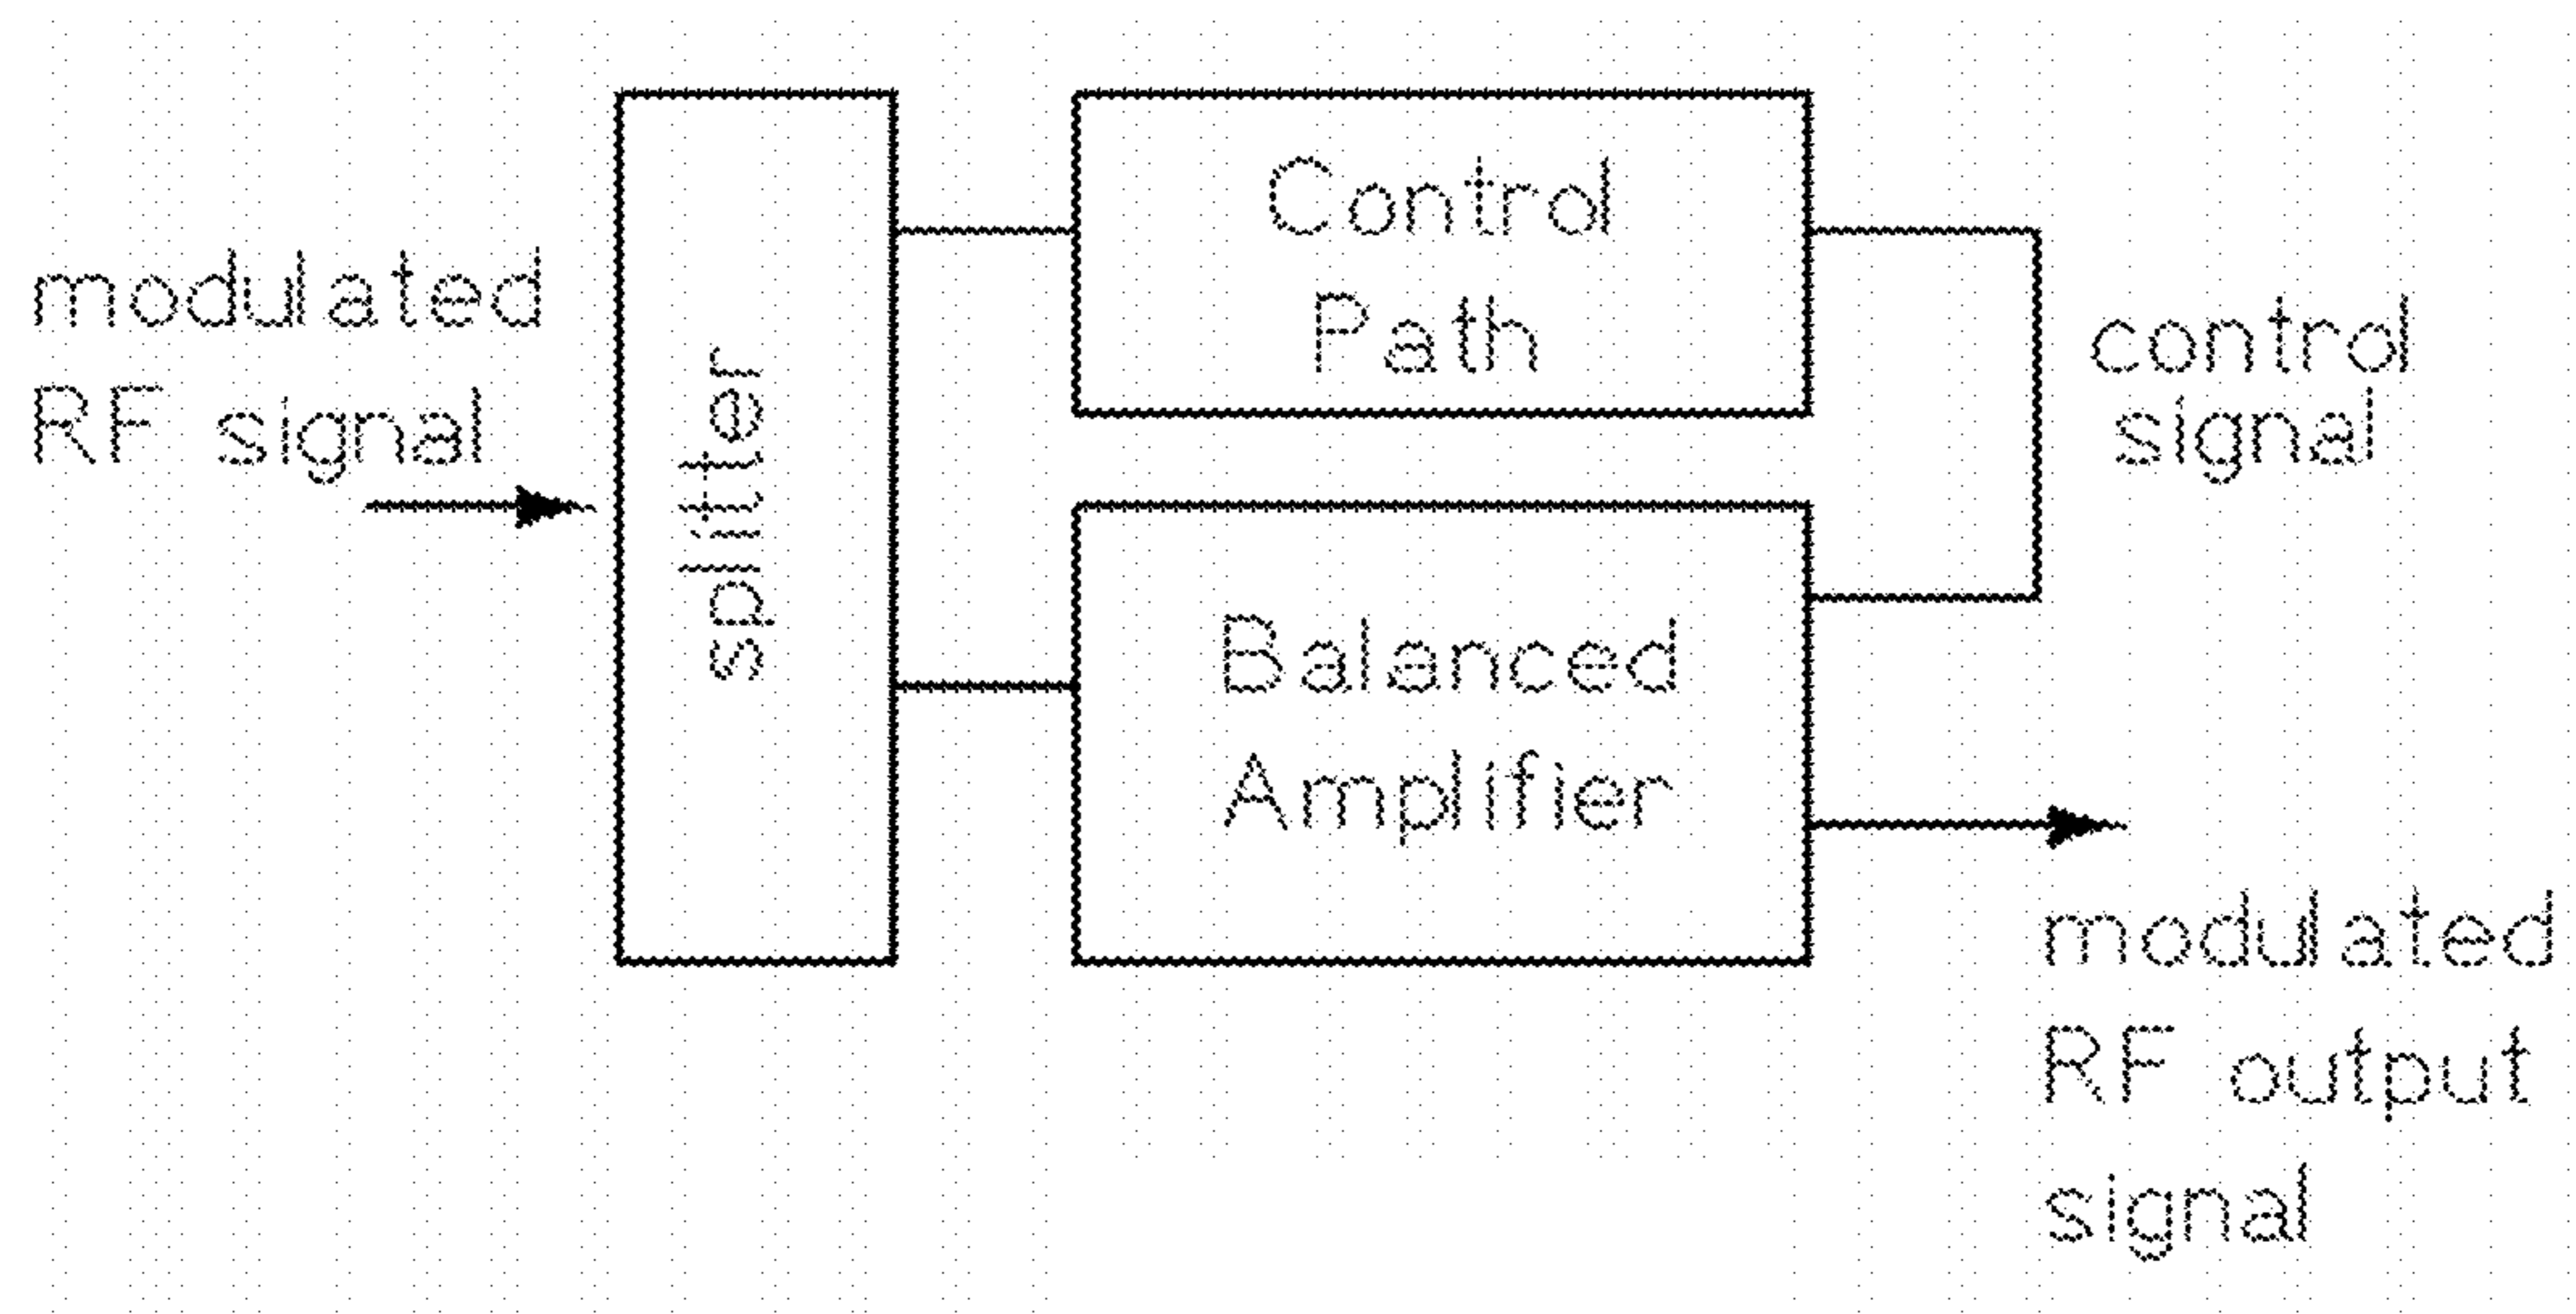 modulated
RF signal
splitter
Control
Path
control
signal
Balanced
Amplifier
modulated
RF output
signal